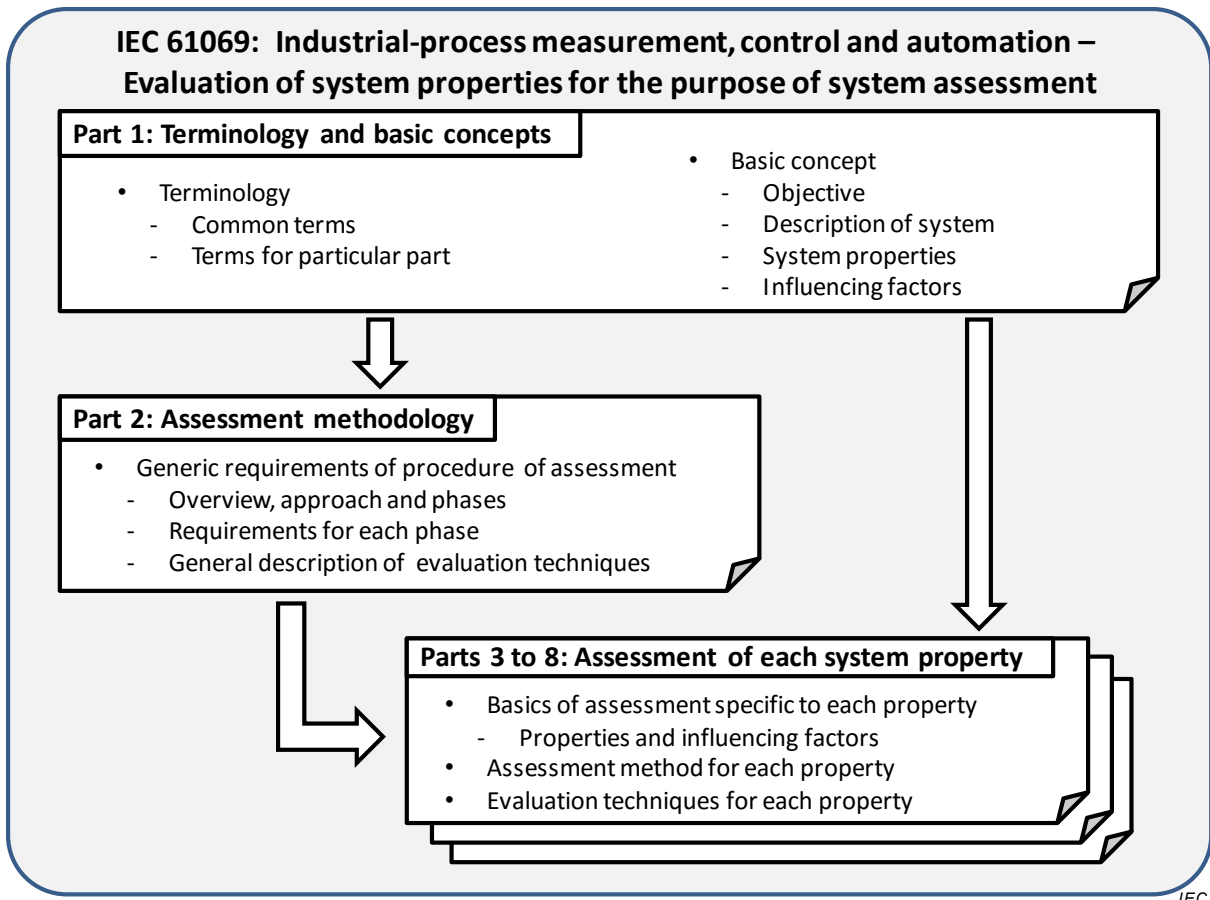 IEC 61069: Industrial-process measurement, control and automation –
Evaluation of system properties for the purpose of system assessment
Part 1: Terminology and basic concepts
• Terminology
- Common terms
- Terms for particular part
• Basic concept
- Objective
- Description of system
- System properties
- Influencing factors
Part 2: Assessment methodology
• Generic requirements of procedure of assessment
- Overview, approach and phases
- Requirements for each phase
- General description of evaluation techniques
Parts 3 to 8: Assessment of each system property
• Basics of assessment specific to each property
- Properties and influencing factors
• Assessment method for each property
• Evaluation techniques for each property
IEC